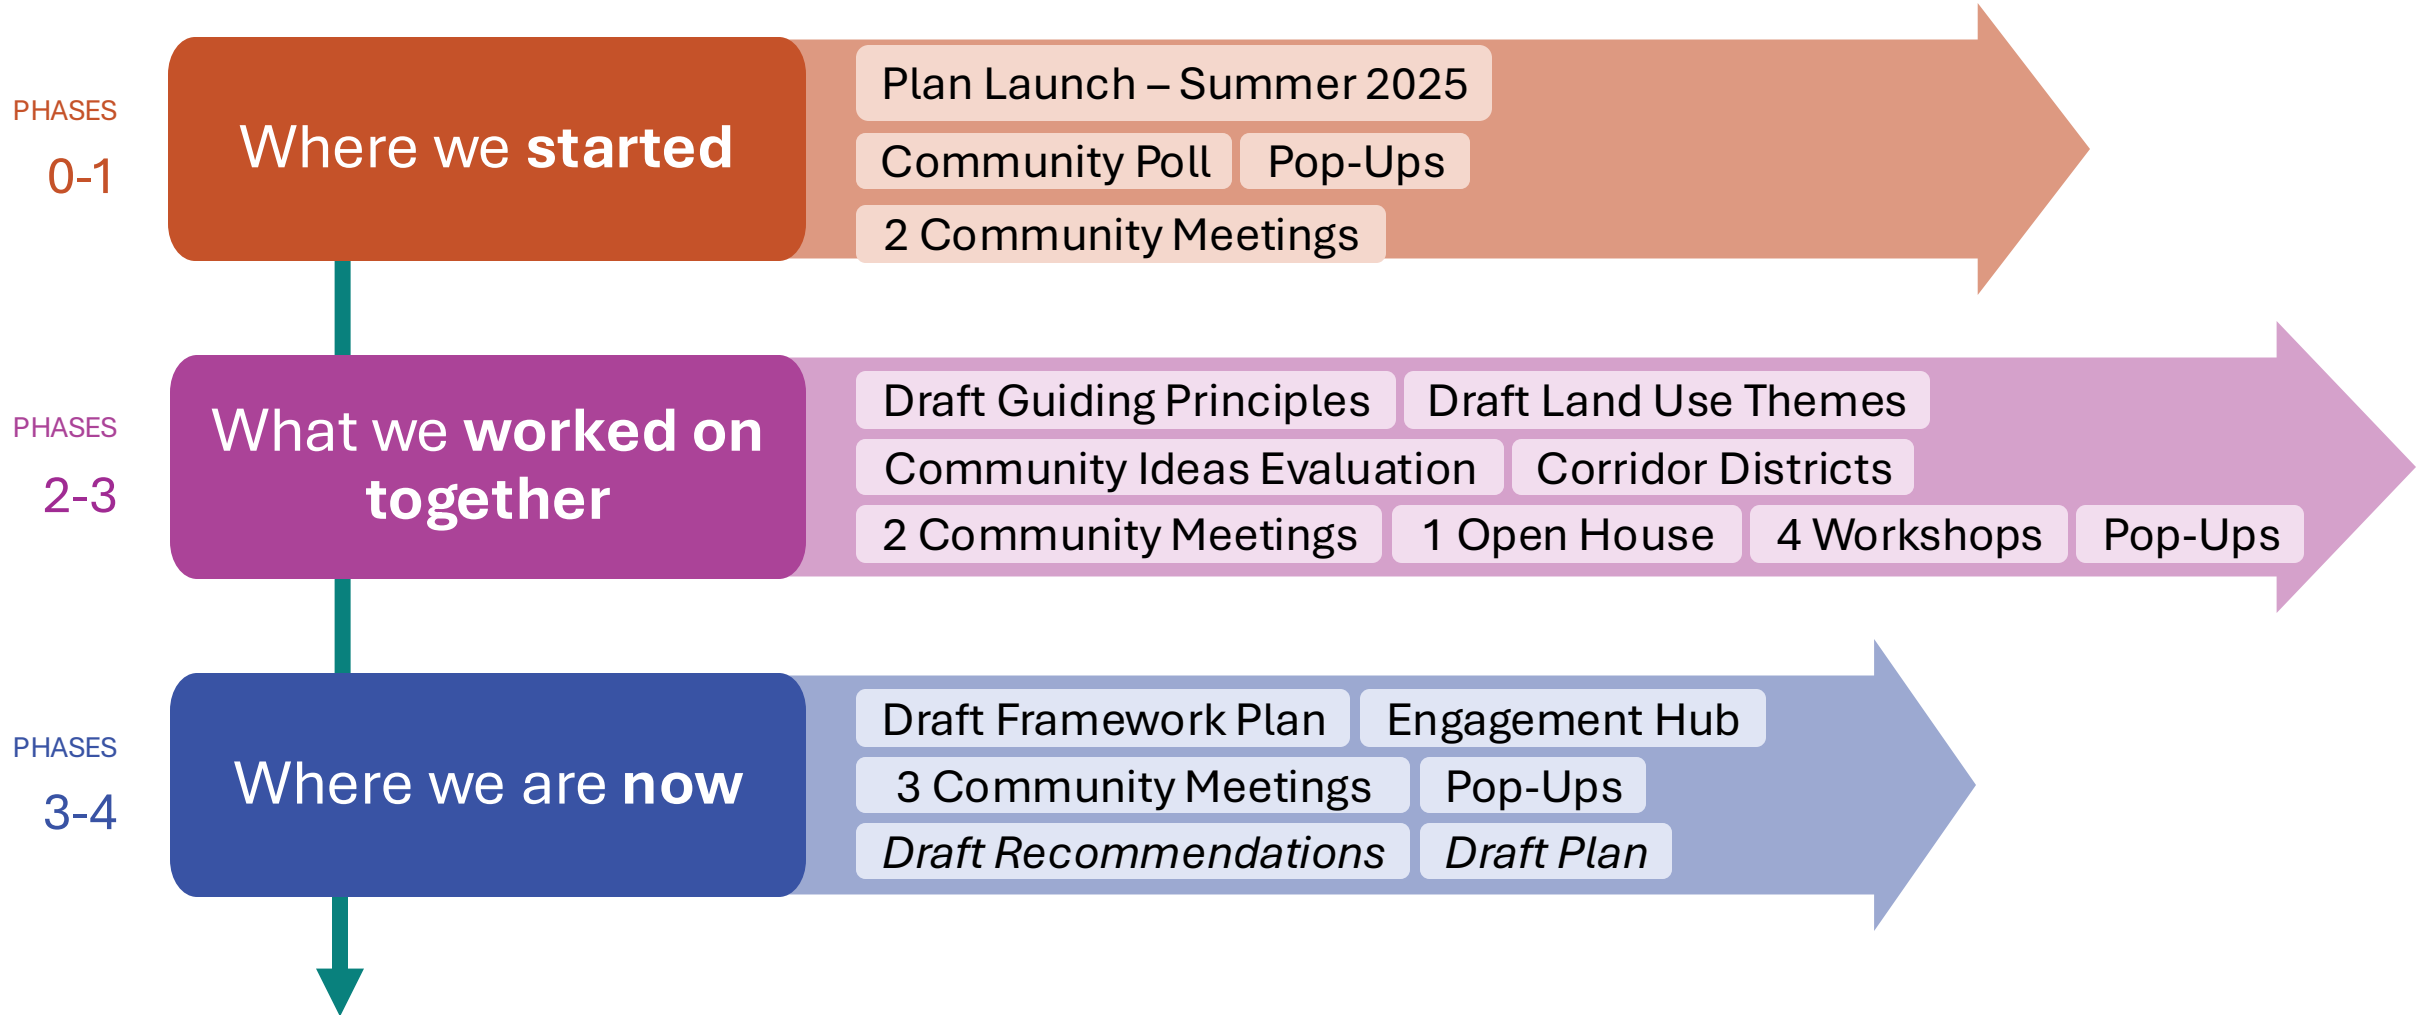 PHASES
0-1
Where we started
Plan Launch – Summer 2025
Community Poll
Pop-Ups
2 Community Meetings
PHASES
2-3
What we worked on
together
Draft Guiding Principles
Draft Land Use Themes
Community Ideas Evaluation
Corridor Districts
2 Community Meetings
1 Open House
4 Workshops
Pop-Ups
PHASES
3-4
Where we are now
Draft Framework Plan
Engagement Hub
3 Community Meetings
Pop-Ups
Draft Recommendations
Draft Plan